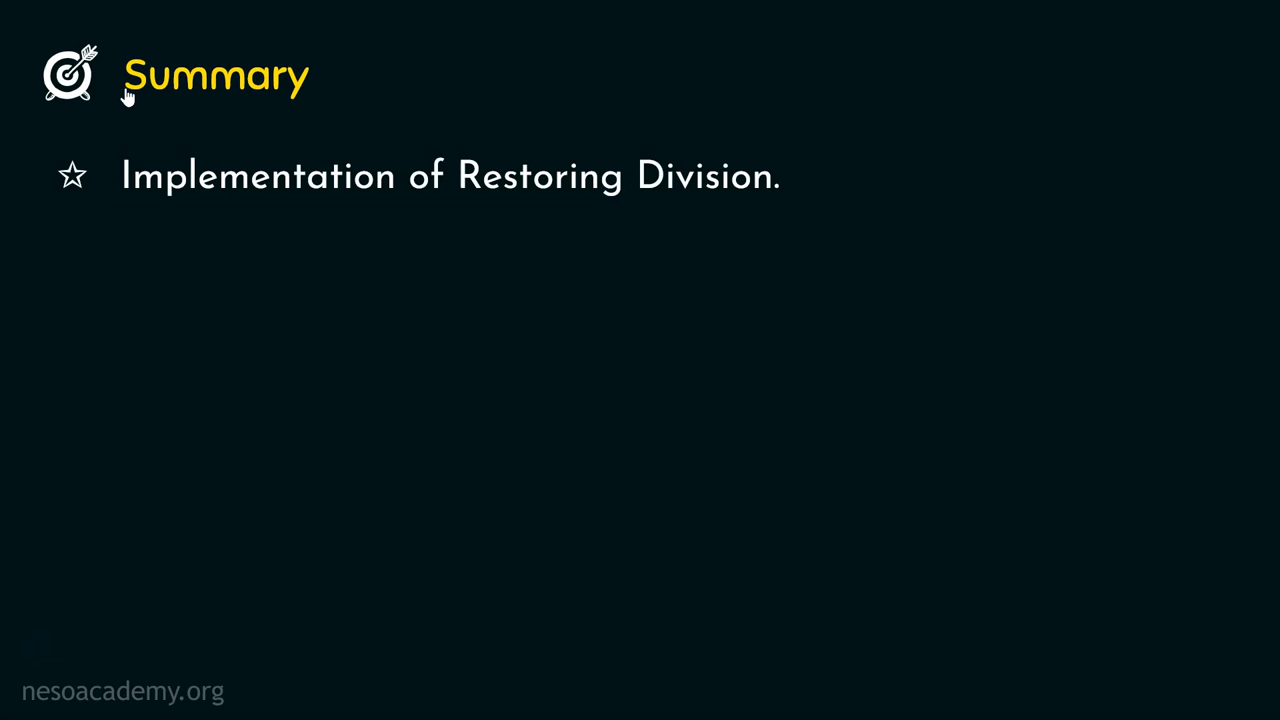 Summary
☆ Implementation of Restoring Division.
nesoacademy.org